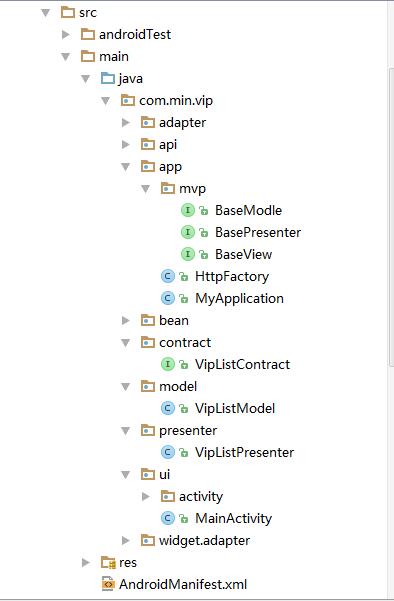 src
androidTest
main
java
com.min.vip
adapter
api
app
mvp
BaseModle
BasePresenter
BaseView
HttpFactory
MyApplication
bean
contract
VipListContract
model
VipListModel
presenter
VipListPresenter
ui
activity
MainActivity
widget.adapter
res
AndroidManifest.xml